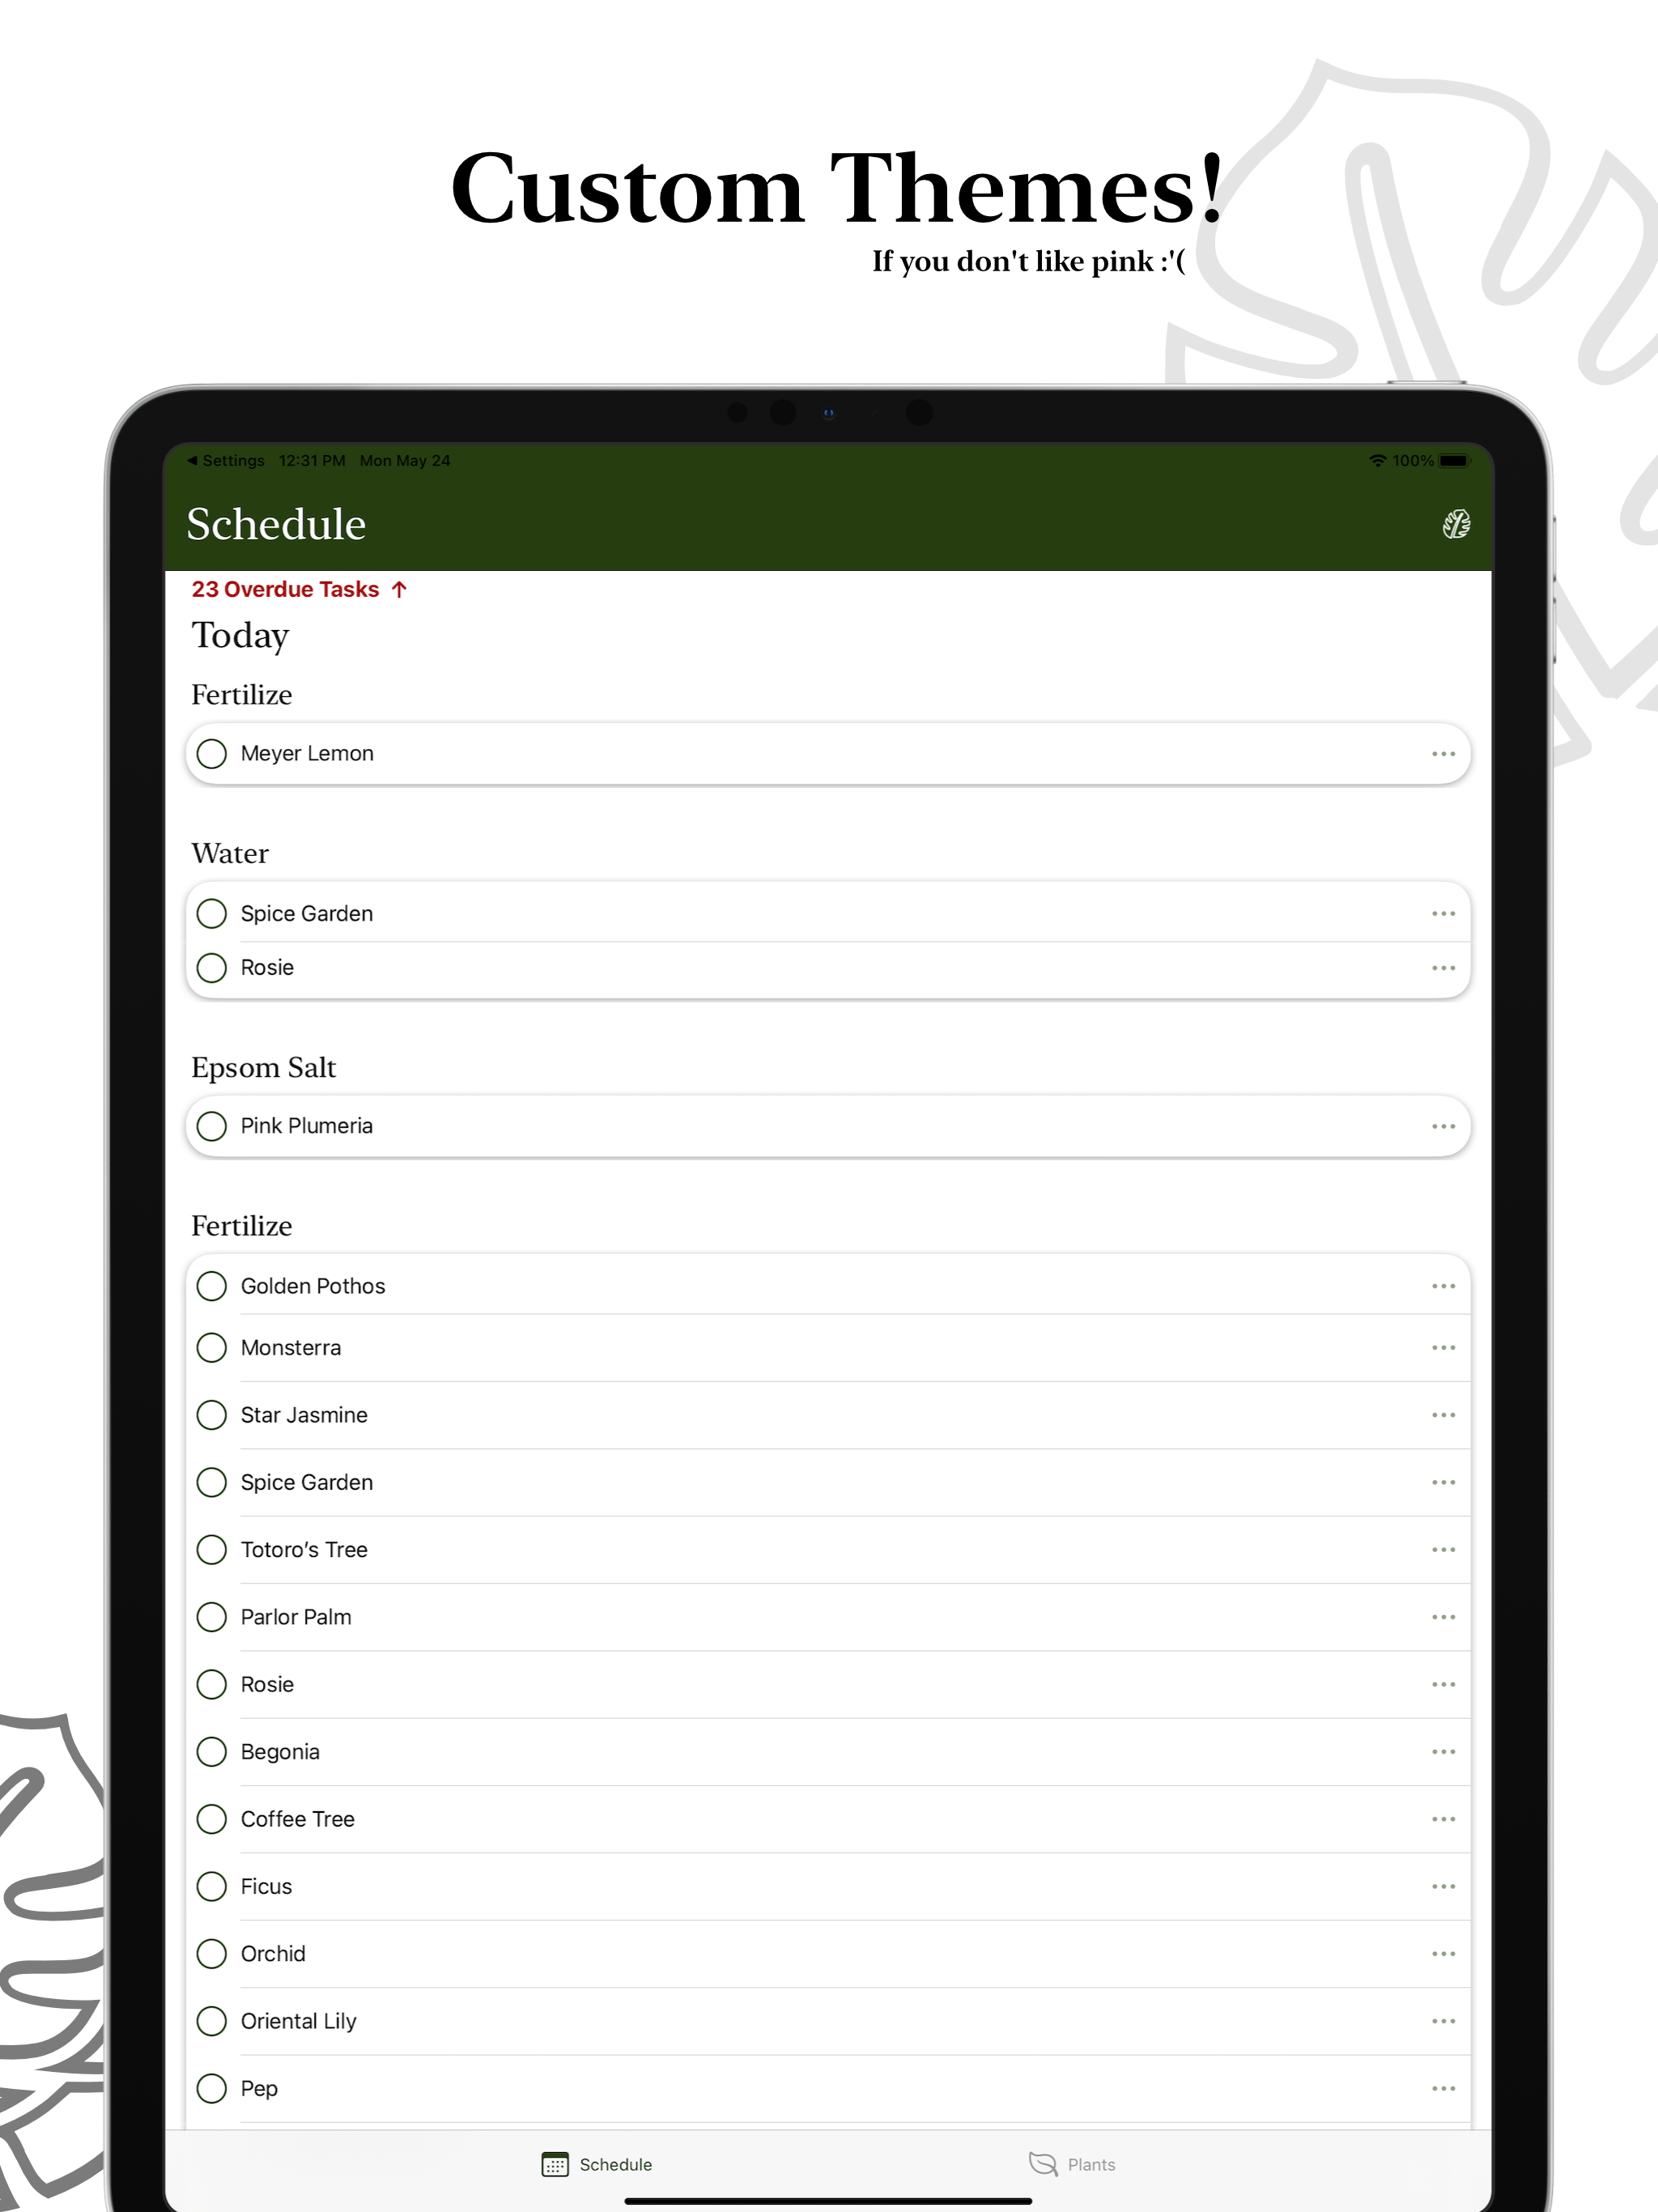 Custom Themes!
If you don't like pink :'(
◀ Settings 12:31 PM Mon May 24 100%
Schedule
23 Overdue Tasks ↑
Today
Fertilize
Meyer Lemon
Water
Spice Garden
Rosie
Epsom Salt
Pink Plumeria
Fertilize
Golden Pothos
Monsterra
Star Jasmine
Spice Garden
Totoro’s Tree
Parlor Palm
Rosie
Begonia
Coffee Tree
Ficus
Orchid
Oriental Lily
Pep
Schedule Plants